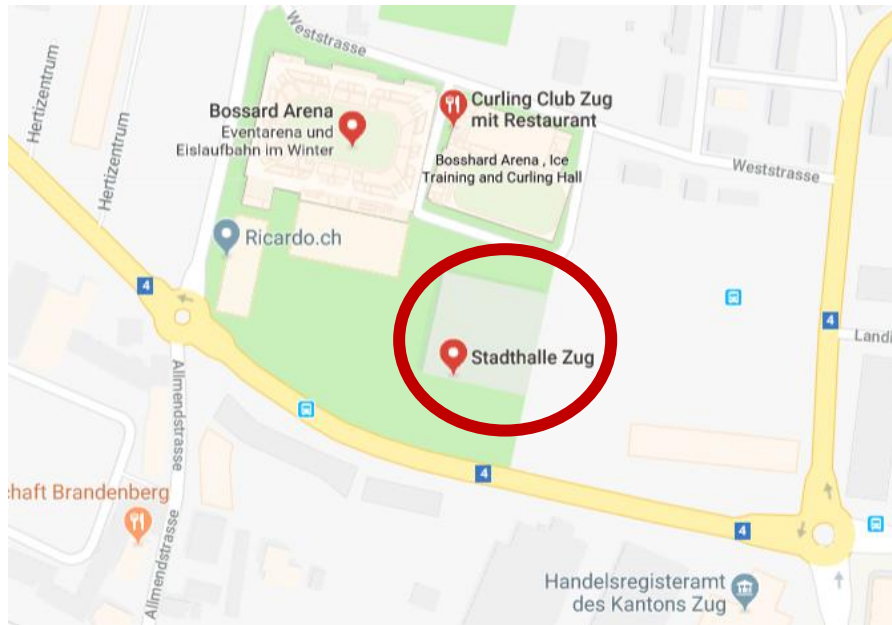 Weststrasse
Hertizentrum
Hertizentrum
Bossard Arena
Eventarena und
Eislaufbahn im Winter
Curling Club Zug
mit Restaurant
Bosshard Arena , Ice
Training and Curling Hall
Weststrasse
Ricardo.ch
4
4
Landi
Stadthalle Zug
Allmendstrasse
4
haft Brandenberg
4
Allmendstrasse
Handelsregisteramt
des Kantons Zug